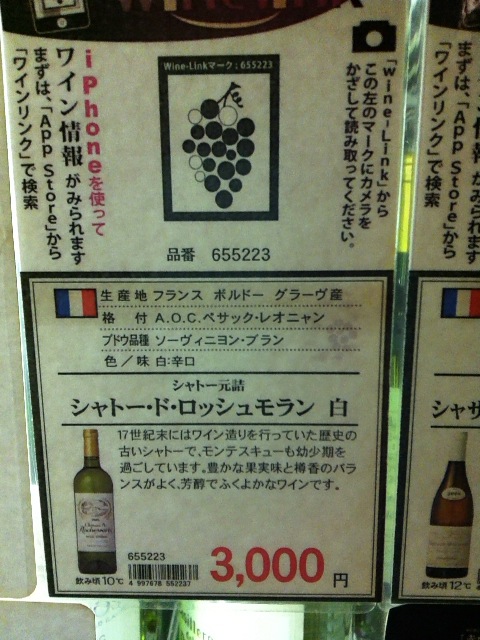 Wine Link
iPhoneを使って
ワイン情報がみられます
まずは、「App Store」から
「ワインリンク」で検索
Wine-Linkマーク：655223
「wine-Link」から
この左のマークにカメラを
かざして読み取ってください。
品番 655223
生産地 フランス ボルドー グラーヴ産
格付 A.O.C.ペサック・レオニャン
ブドウ品種 ソーヴィニヨン・ブラン
色／味 白：辛口
シャトー元詰
シャトー・ド・ロッシュモラン 白
17世紀末にはワイン造りを行っていた歴史の
古いシャトーで、モンテスキューも幼少期を
過ごしています。豊かな果実味と樽香のバラ
ンスがよく、芳醇でふくよかなワインです。
655223
4 997678 552237
飲み頃10℃
3,000円
まずは、「App Store」から
「ワインリンク」で検索
シャサ
飲み頃12℃